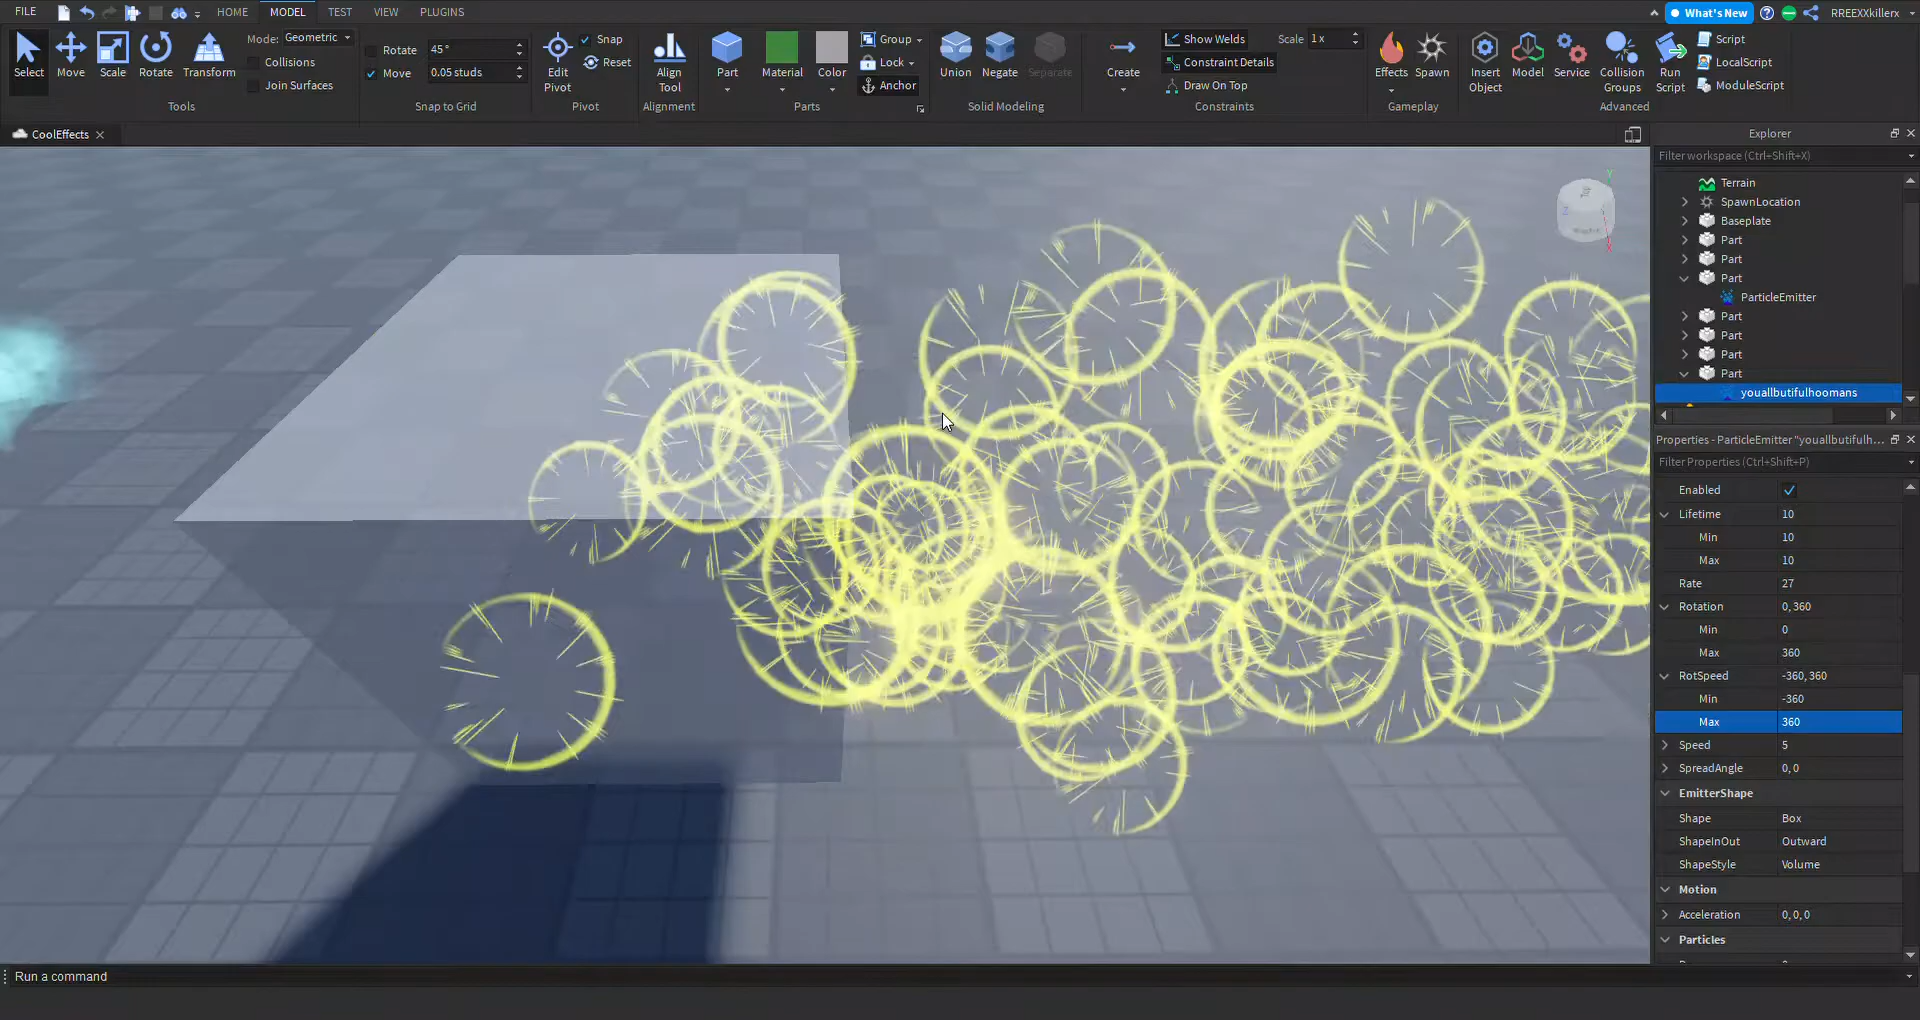 FILE HOME MODEL TEST VIEW PLUGINS What's New RREEXXkillerx
Select Move Scale Rotate Transform Mode: Geometric Collisions Join Surfaces
Tools
Rotate 45°
Move 0.05 studs
Snap to Grid
Edit Pivot Snap Reset
Pivot
Align Tool
Alignment
Part Material Color Group Lock Anchor
Parts
Union Negate Separate
Solid Modeling
Create Show Welds Constraint Details Draw On Top Scale 1x
Constraints
Effects Spawn
Gameplay
Insert Object Model Service Collision Groups Run Script Script LocalScript ModuleScript
Advanced
CoolEffects
Explorer
Filter workspace (Ctrl+Shift+X)
Terrain
SpawnLocation
Baseplate
Part
Part
Part
ParticleEmitter
Part
Part
Part
Part
youallbutifulhoomans
Properties - ParticleEmitter "youallbutifulh...
Filter Properties (Ctrl+Shift+P)
Enabled
Lifetime 10
Min 10
Max 10
Rate 27
Rotation 0, 360
Min 0
Max 360
RotSpeed -360, 360
Min -360
Max 360
Speed 5
SpreadAngle 0, 0
EmitterShape
Shape Box
ShapeInOut Outward
ShapeStyle Volume
Motion
Acceleration 0, 0, 0
Particles
Run a command